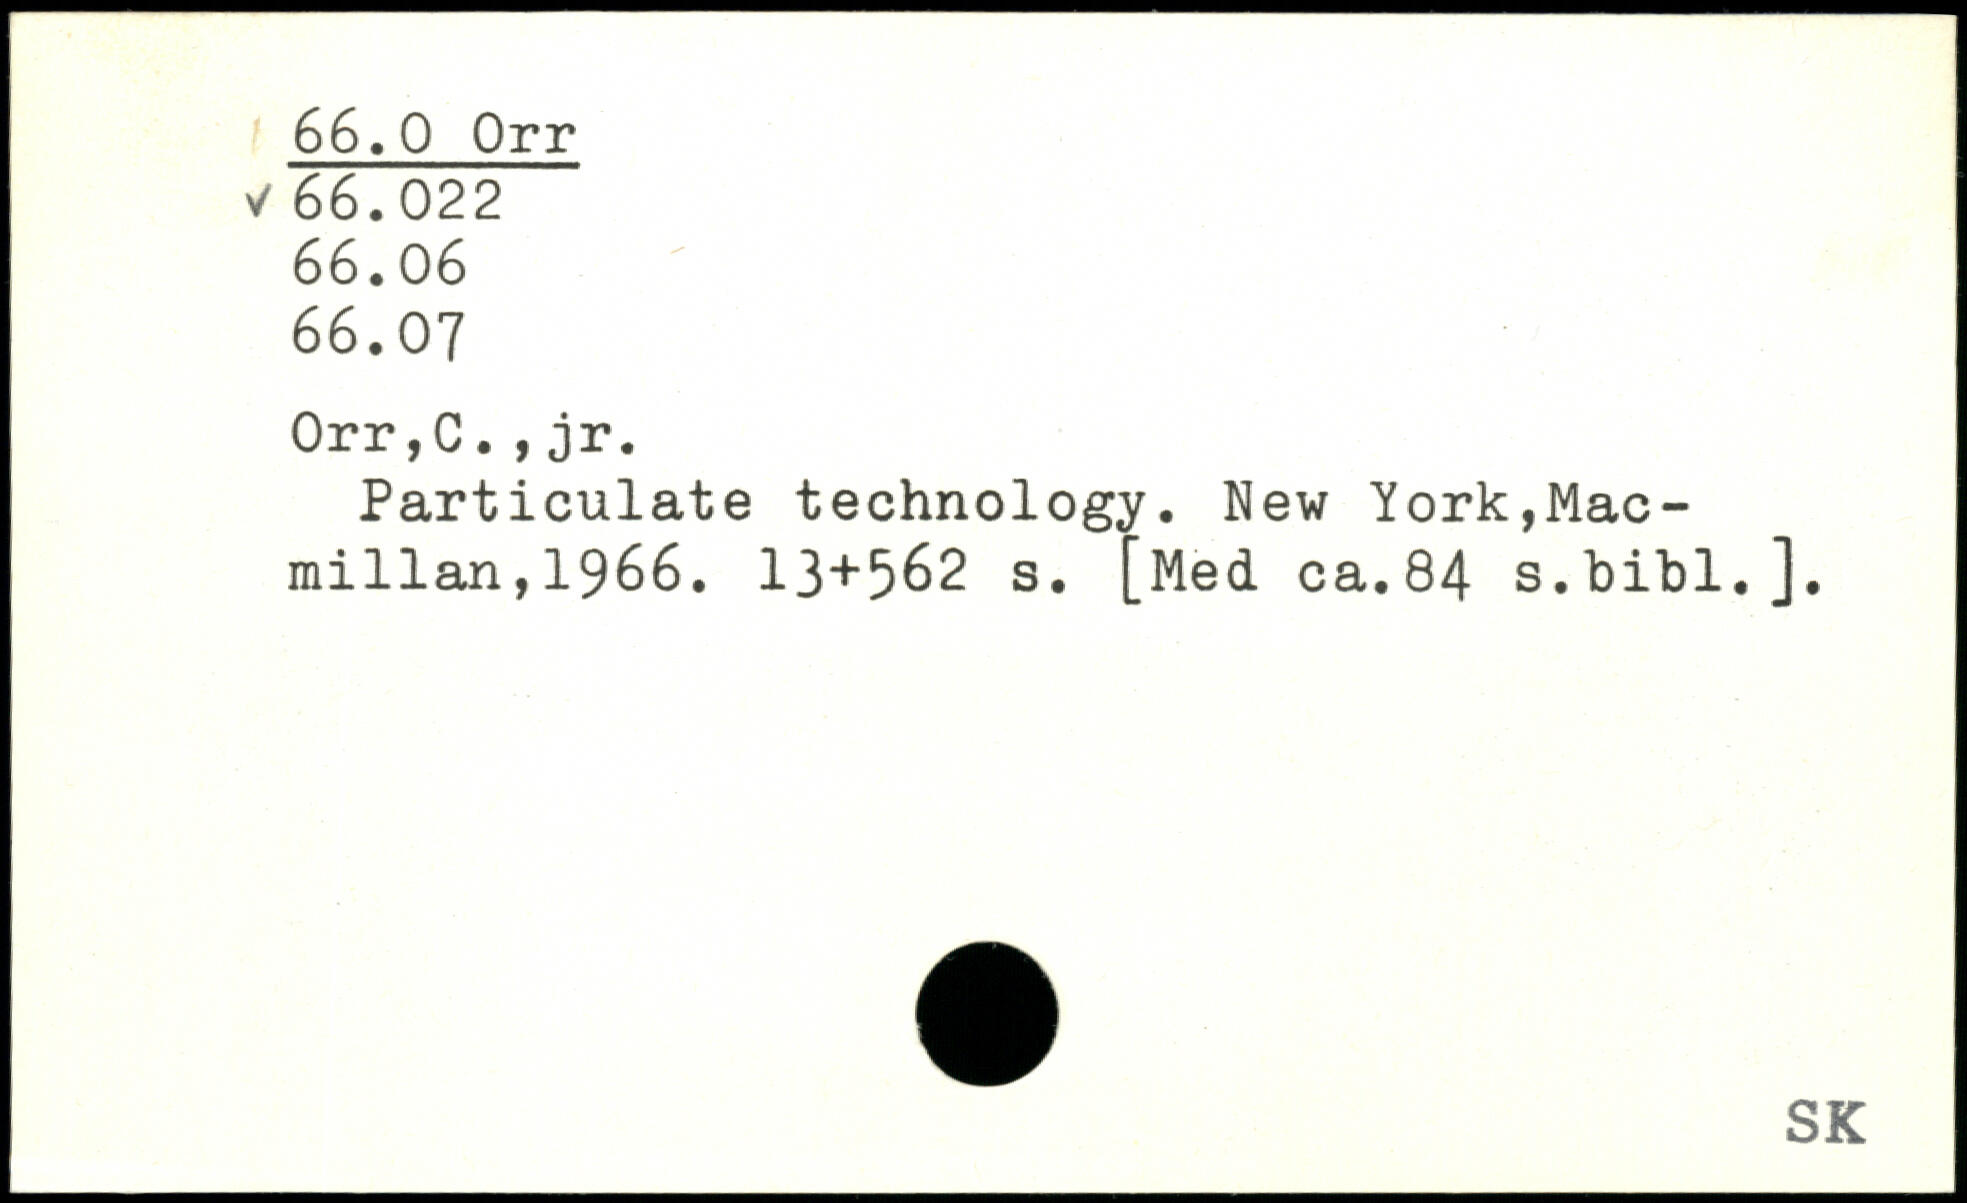 66.0 Orr
✓ 66.022
66.06
66.07
Orr,C.,jr.
Particulate technology. New York,Mac-
millan,1966. 13+562 s. [Med ca.84 s.bibl.].
SK